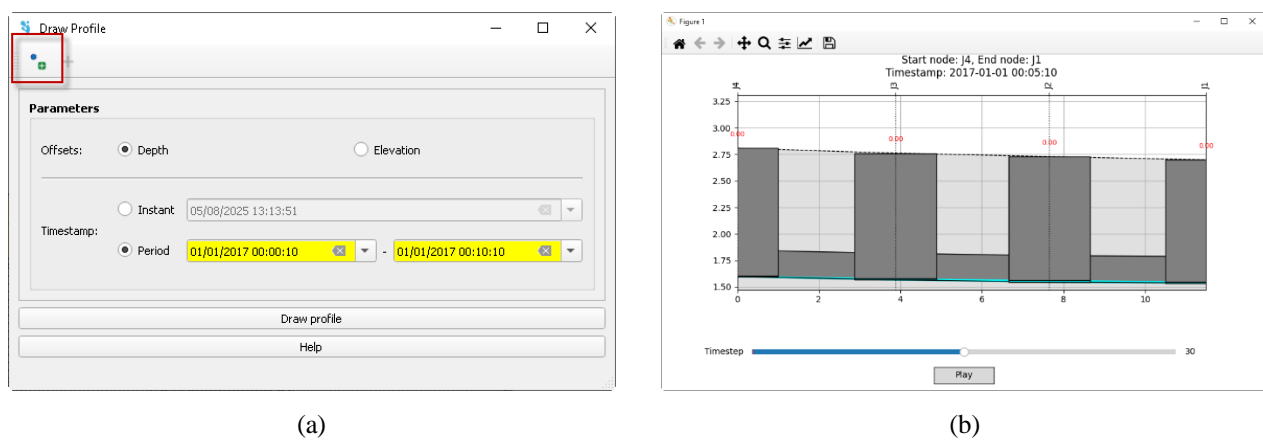 Draw Profile
Parameters
Offsets: Depth Elevation
Instant 05/08/2025 13:13:51
Timestamp:
Period 01/01/2017 00:00:10 - 01/01/2017 00:10:10
Draw profile
Help
(a)
Figure 1
Start node: J4, End node: J1
Timestamp: 2017-01-01 00:05:10
J4 J3 J2 J1
3.25
3.00
0.00 0.00 0.00 0.00
2.75
2.50
2.25
2.00
1.75
1.50
0 2 4 6 8 10
Timestep 30
Play
(b)